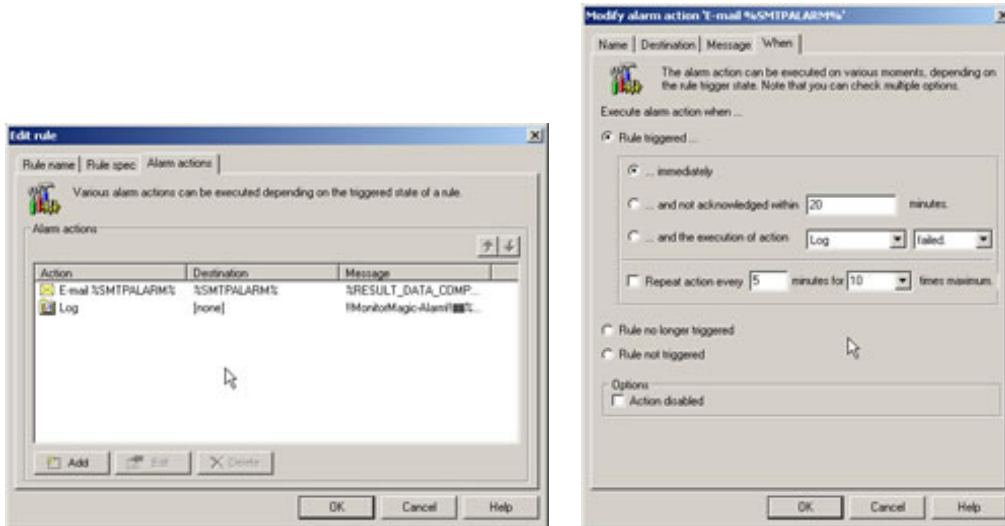 Edit rule
Rule name Rule spec Alarm actions
Various alarm actions can be executed depending on the triggered state of a rule.
Alarm actions
Action Destination Message
E-mail %SMTPALARM% %SMTPALARM% %RESULT_DATA_COMP...
Log [none] !!MonitorMagic-Alarm!!
Add Edit Delete
OK Cancel Help
Modify alarm action 'E-mail %SMTPALARM%'
Name Destination Message When
The alarm action can be executed on various moments, depending on
the rule trigger state. Note that you can check multiple options.
Execute alarm action when ...
Rule triggered ...
... immediately
... and not acknowledged within 20 minutes.
... and the execution of action Log failed.
Repeat action every 5 minutes for 10 times maximum.
Rule no longer triggered
Rule not triggered
Options
Action disabled
OK Cancel Help